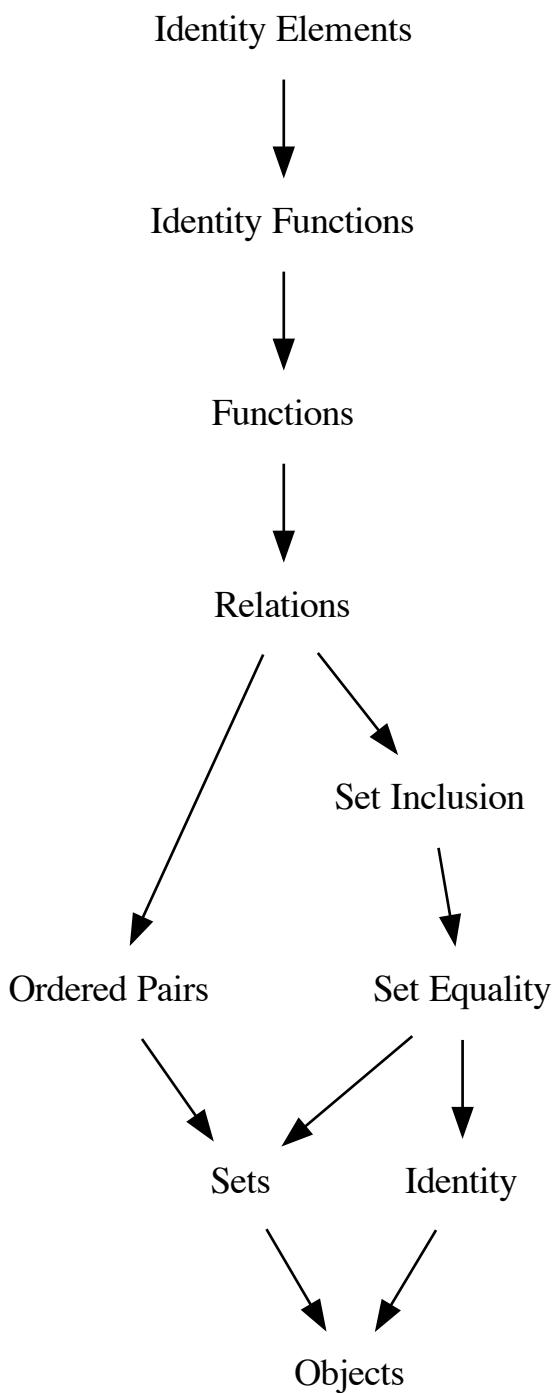 Identity Elements
Identity Functions
Functions
Relations
Set Inclusion
Ordered Pairs
Set Equality
Sets
Identity
Objects